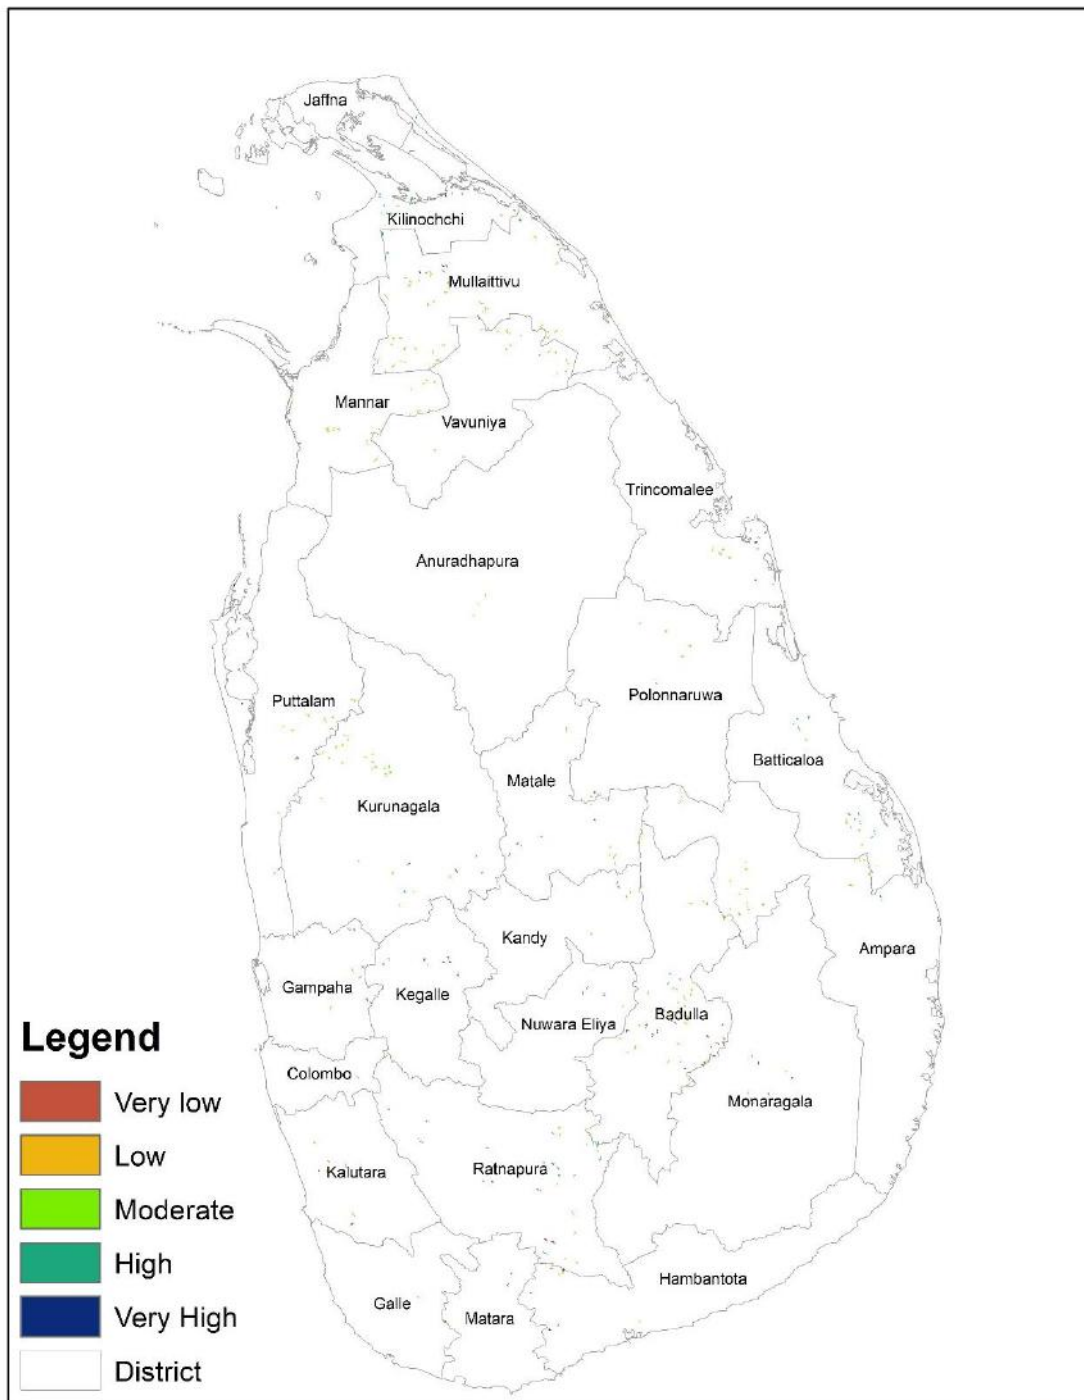 Jaffna
Kilinochchi
Mullaittivu
Mannar
Vavuniya
Trincomalee
Anuradhapura
Puttalam
Polonnaruwa
Batticaloa
Matale
Kurunagala
Kandy
Ampara
Gampaha
Kegalle
Nuwara Eliya
Badulla
Legend
Colombo
Very low
Monaragala
Low
Kalutara
Ratnapura
Moderate
High
Hambantota
Galle
Matara
Very High
District